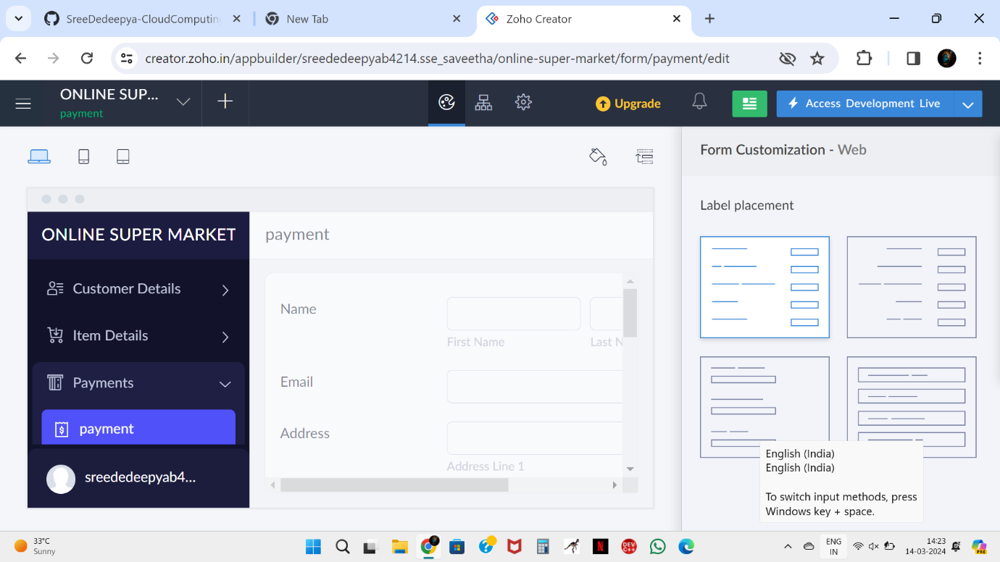 SreeDedeepya-CloudComputin
New Tab
Zoho Creator
creator.zoho.in/appbuilder/sreededeepyab4214.sse_saveetha/online-super-market/form/payment/edit
ONLINE SUP...
payment
Upgrade
Access Development Live
Form Customization - Web
Label placement
ONLINE SUPER MARKET
Customer Details
Item Details
Payments
payment
sreededeepyab4...
payment
Name
First Name
Last N
Email
Address
Address Line 1
English (India)
English (India)
To switch input methods, press
Windows key + space.
33°C
Sunny
N
DEV
C++
ENG
IN
14:23
14-03-2024
PRE